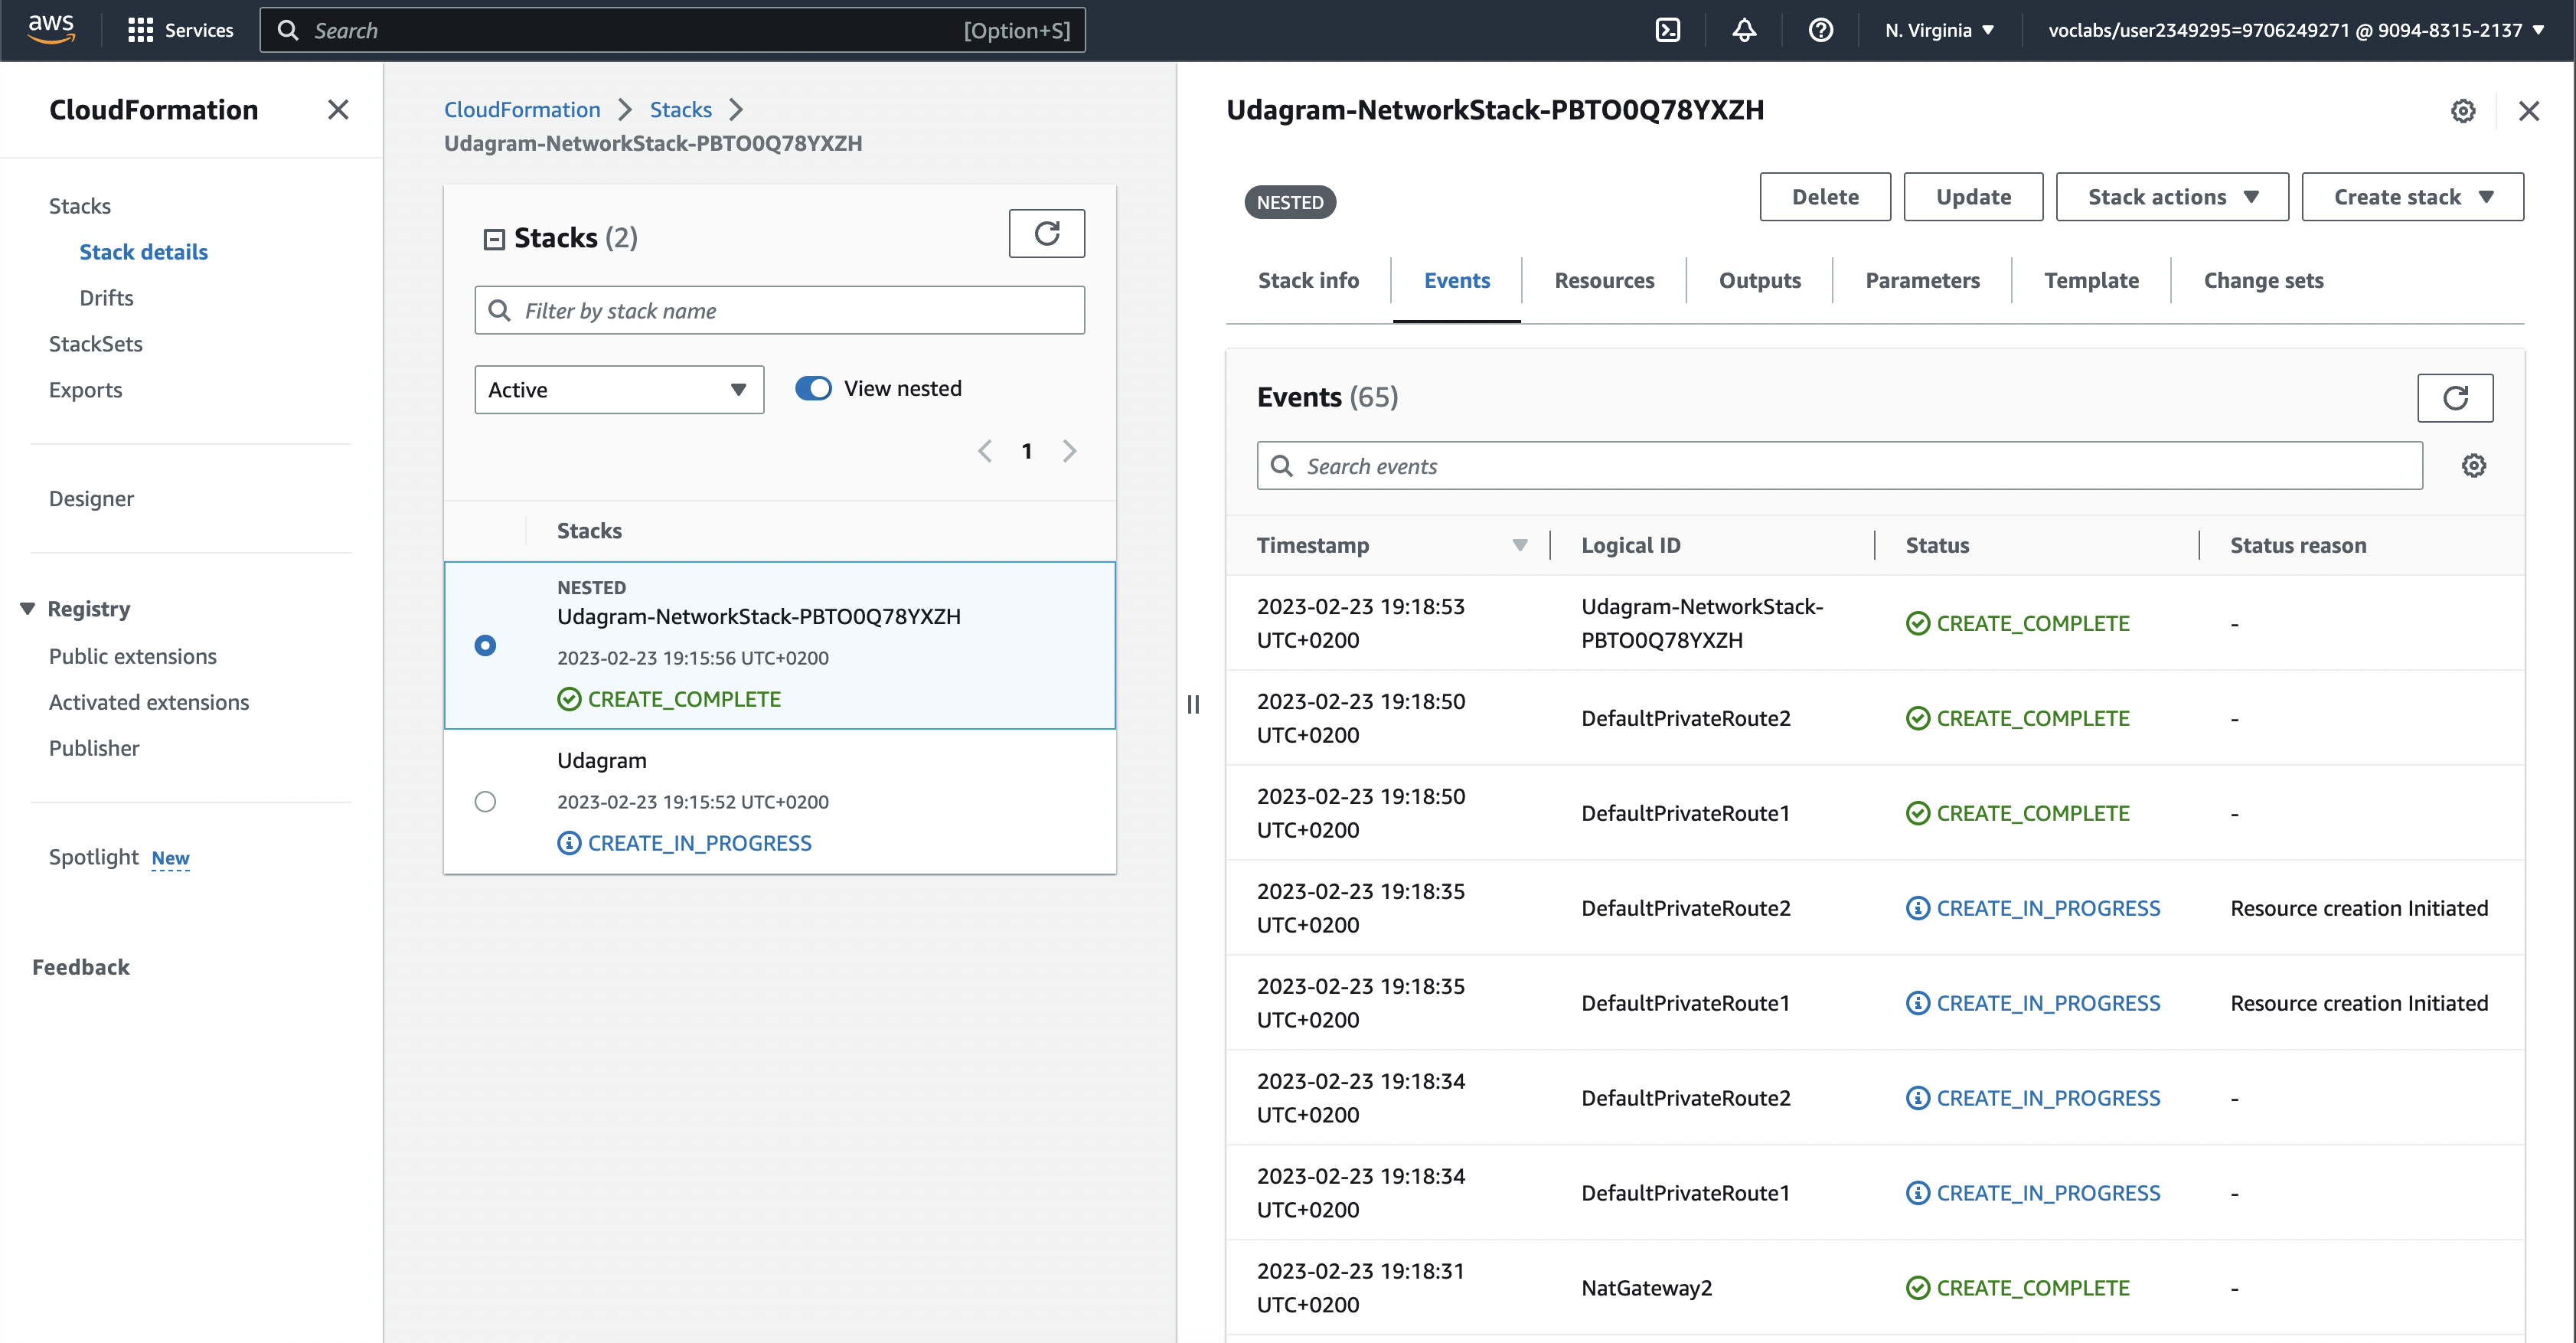 aws
Services
Search [Option+S]
N. Virginia
voclabs/user2349295=9706249271 @ 9094-8315-2137
CloudFormation
Stacks
Stack details
Drifts
StackSets
Exports
Designer
Registry
Public extensions
Activated extensions
Publisher
Spotlight New
Feedback
CloudFormation > Stacks >
Udagram-NetworkStack-PBTO0Q78YXZH
Stacks (2)
Filter by stack name
Active
View nested
1
Stacks
NESTED
Udagram-NetworkStack-PBTO0Q78YXZH
2023-02-23 19:15:56 UTC+0200
CREATE_COMPLETE
Udagram
2023-02-23 19:15:52 UTC+0200
CREATE_IN_PROGRESS
Udagram-NetworkStack-PBTO0Q78YXZH
NESTED
Delete
Update
Stack actions
Create stack
Stack info
Events
Resources
Outputs
Parameters
Template
Change sets
Events (65)
Search events
Timestamp Logical ID Status Status reason
2023-02-23 19:18:53 Udagram-NetworkStack-
UTC+0200 PBTO0Q78YXZH CREATE_COMPLETE -
2023-02-23 19:18:50
UTC+0200 DefaultPrivateRoute2 CREATE_COMPLETE -
2023-02-23 19:18:50
UTC+0200 DefaultPrivateRoute1 CREATE_COMPLETE -
2023-02-23 19:18:35
UTC+0200 DefaultPrivateRoute2 CREATE_IN_PROGRESS Resource creation Initiated
2023-02-23 19:18:35
UTC+0200 DefaultPrivateRoute1 CREATE_IN_PROGRESS Resource creation Initiated
2023-02-23 19:18:34
UTC+0200 DefaultPrivateRoute2 CREATE_IN_PROGRESS -
2023-02-23 19:18:34
UTC+0200 DefaultPrivateRoute1 CREATE_IN_PROGRESS -
2023-02-23 19:18:31
UTC+0200 NatGateway2 CREATE_COMPLETE -